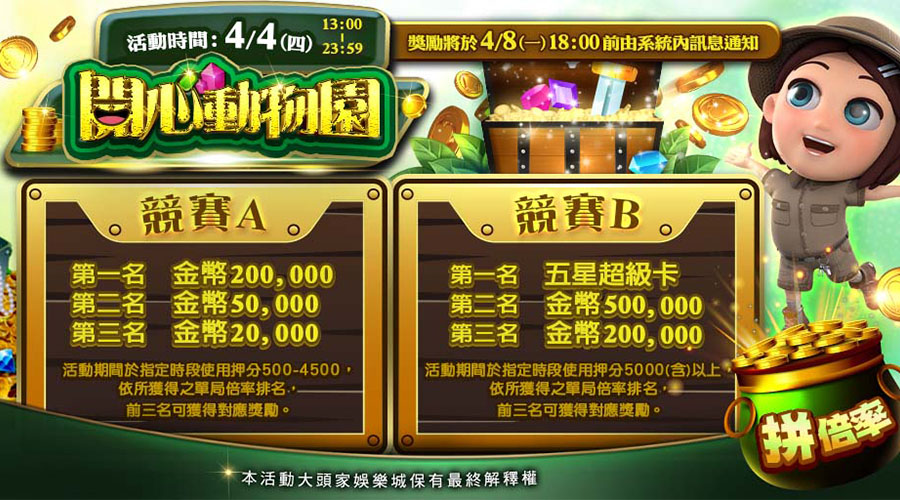 活動時間：4/4(四) 13:00 - 23:59
獎勵將於4/8(一)18:00前由系統內訊息通知
開心動物園
競賽A
第一名 金幣200,000
第二名 金幣50,000
第三名 金幣20,000
活動期間於指定時段使用押分500-4500，
依所獲得之單局倍率排名，
前三名可獲得對應獎勵。
競賽B
第一名 五星超級卡
第二名 金幣500,000
第三名 金幣200,000
活動期間於指定時段使用押分5000(含)以上，
依所獲得之單局倍率排名，
前三名可獲得對應獎勵。
拼倍率
本活動大頭家娛樂城保有最終解釋權